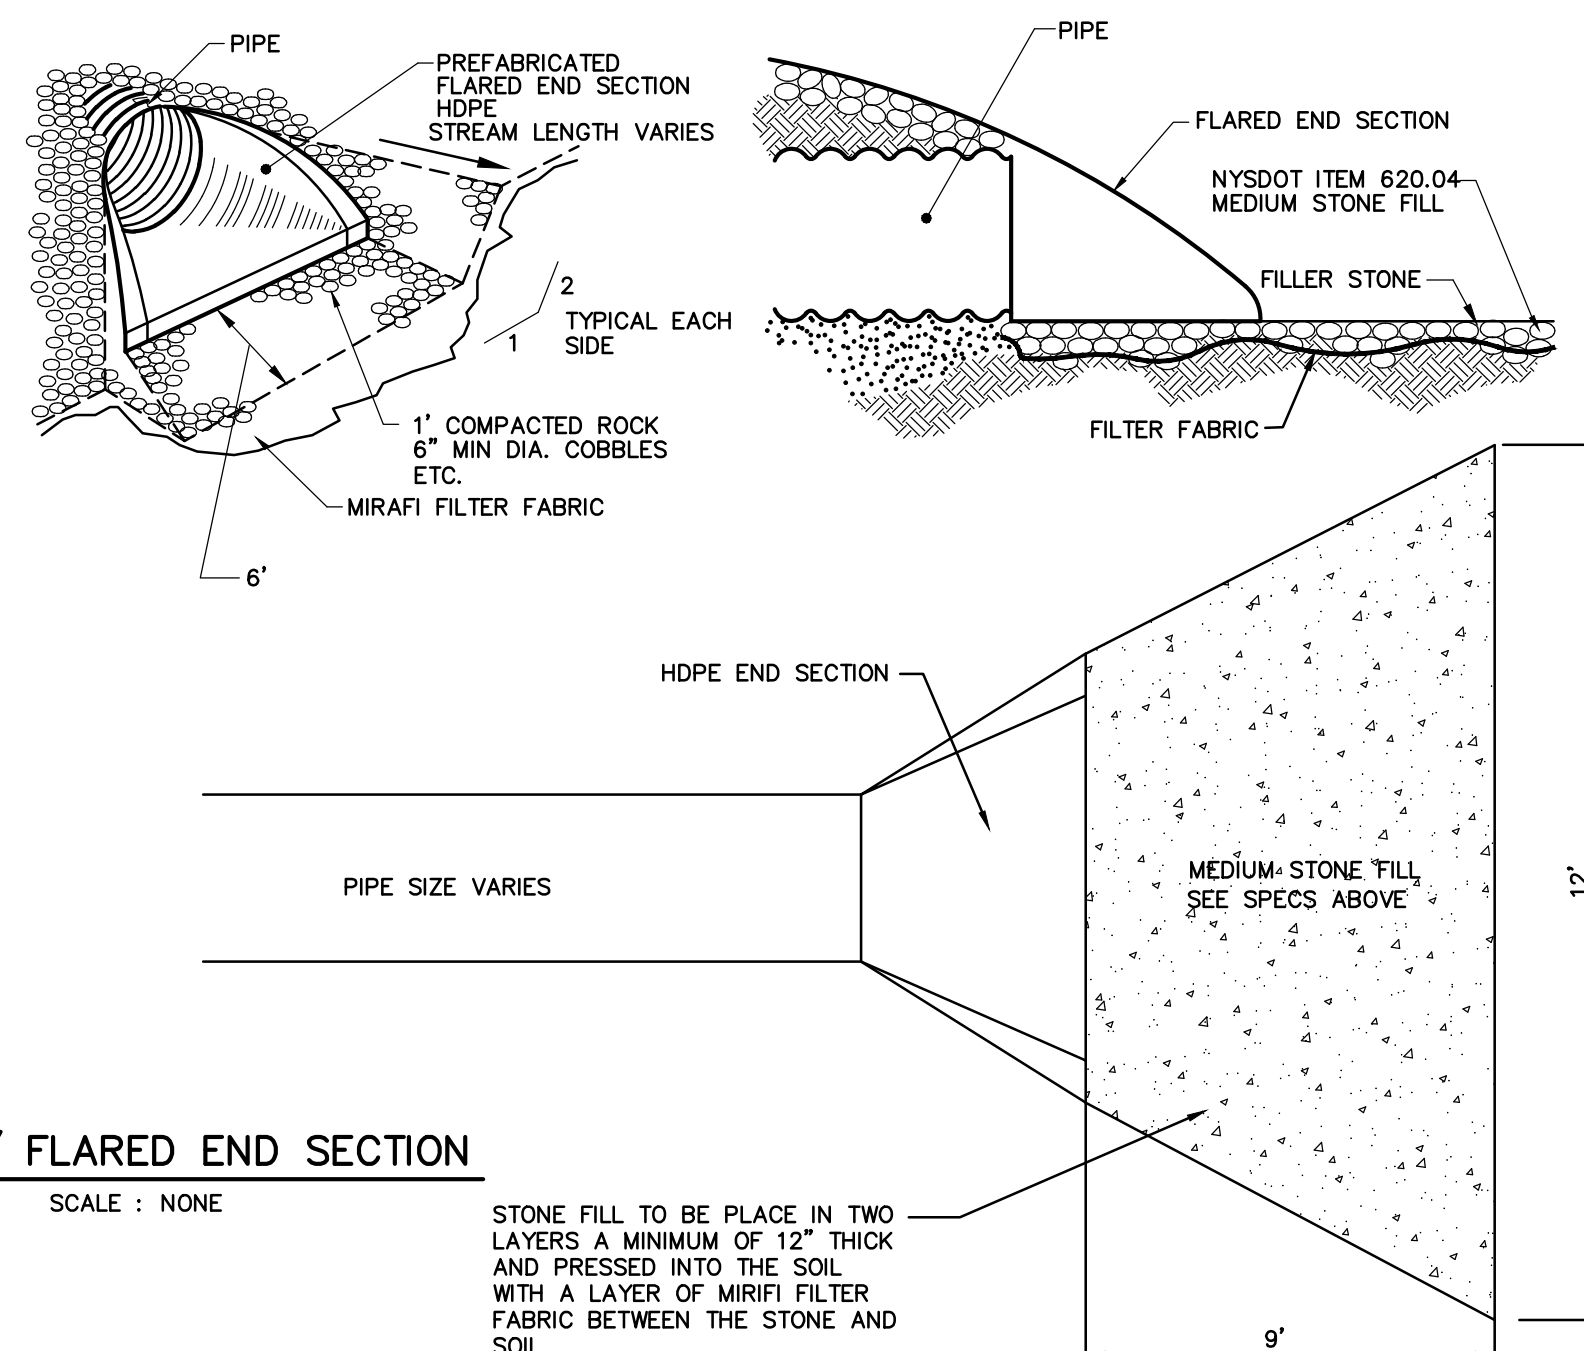 PIPE
PREFABRICATED
FLARED END SECTION
HDPE
STREAM LENGTH VARIES
2
1
TYPICAL EACH
SIDE
1' COMPACTED ROCK
6" MIN DIA. COBBLES
ETC.
MIRAFI FILTER FABRIC
6'
PIPE
FLARED END SECTION
NYSDOT ITEM 620.04
MEDIUM STONE FILL
FILLER STONE
FILTER FABRIC
HDPE END SECTION
PIPE SIZE VARIES
MEDIUM STONE FILL
SEE SPECS ABOVE
12'
FLARED END SECTION
SCALE : NONE
STONE FILL TO BE PLACE IN TWO
LAYERS A MINIMUM OF 12" THICK
AND PRESSED INTO THE SOIL
WITH A LAYER OF MIRIFI FILTER
FABRIC BETWEEN THE STONE AND
SOIL
9'